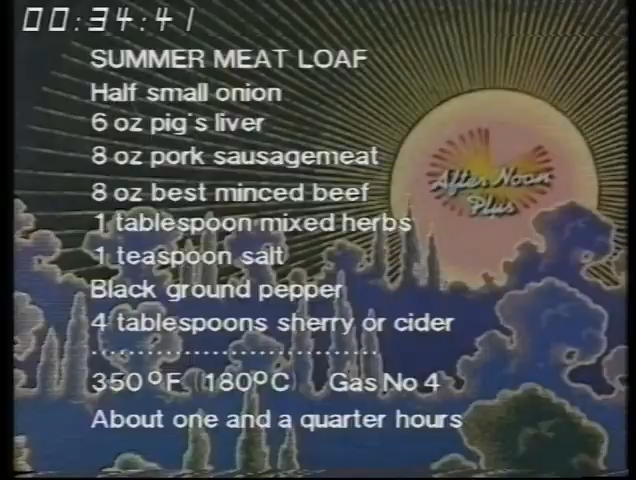 00:34:41
SUMMER MEAT LOAF
Half small onion
6 oz pig's liver
8 oz pork sausagemeat
8 oz best minced beef
1 tablespoon mixed herbs
1 teaspoon salt
Black ground pepper
4 tablespoons sherry or cider
..............................
350°F (180°C) Gas No 4
About one and a quarter hours
After Noon
Plus